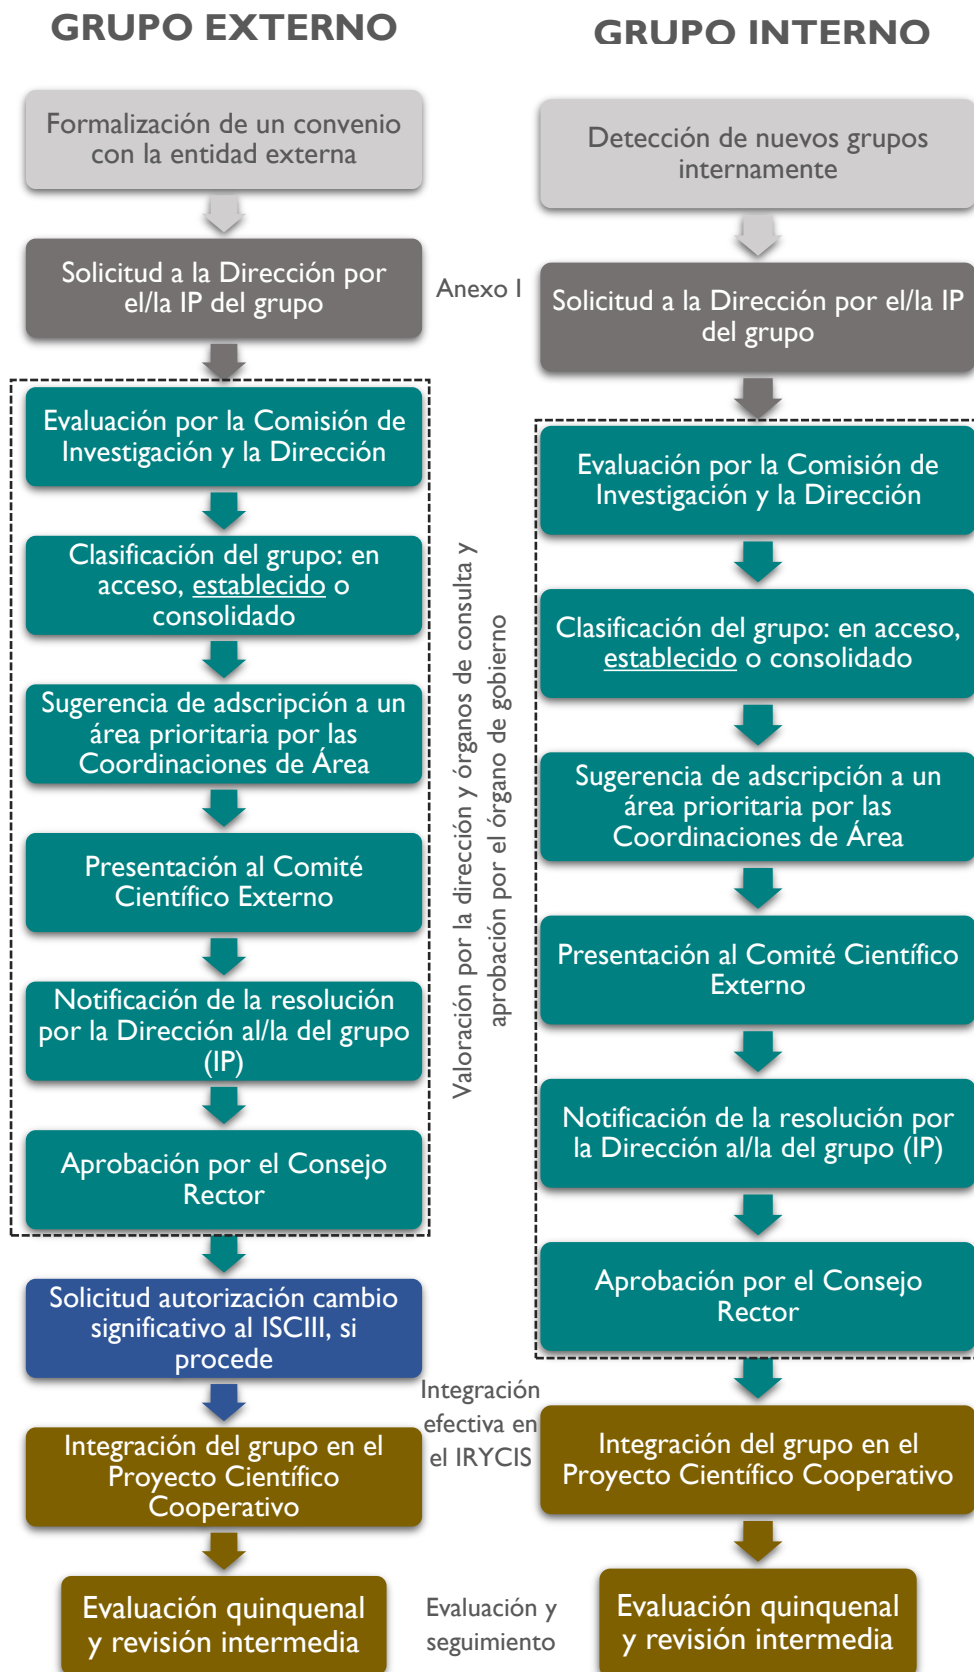 GRUPO EXTERNO
Formalización de un convenio
con la entidad externa
Solicitud a la Dirección por
el/la IP del grupo
Evaluación por la Comisión de
Investigación y la Dirección
Clasificación del grupo: en
acceso, establecido o
consolidado
Sugerencia de adscripción a un
área prioritaria por las
Coordinaciones de Área
Presentación al Comité
Científico Externo
Notificación de la resolución
por la Dirección al/la del grupo
(IP)
Aprobación por el Consejo
Rector
Solicitud autorización cambio
significativo al ISCIII, si
procede
Integración del grupo en el
Proyecto Científico
Cooperativo
Evaluación quinquenal
y revisión intermedia
Anexo I
Valoración por la dirección y órganos de consulta y
aprobación por el órgano de gobierno
Integración
efectiva en
el IRYCIS
Evaluación y
seguimiento
GRUPO INTERNO
Detección de nuevos grupos
internamente
Solicitud a la Dirección por el/la IP
del grupo
Evaluación por la Comisión de
Investigación y la Dirección
Clasificación del grupo: en acceso,
establecido o consolidado
Sugerencia de adscripción a un
área prioritaria por las
Coordinaciones de Área
Presentación al Comité Científico
Externo
Notificación de la resolución por
la Dirección al/la del grupo (IP)
Aprobación por el Consejo
Rector
Integración del grupo en el
Proyecto Científico Cooperativo
Evaluación quinquenal
y revisión intermedia